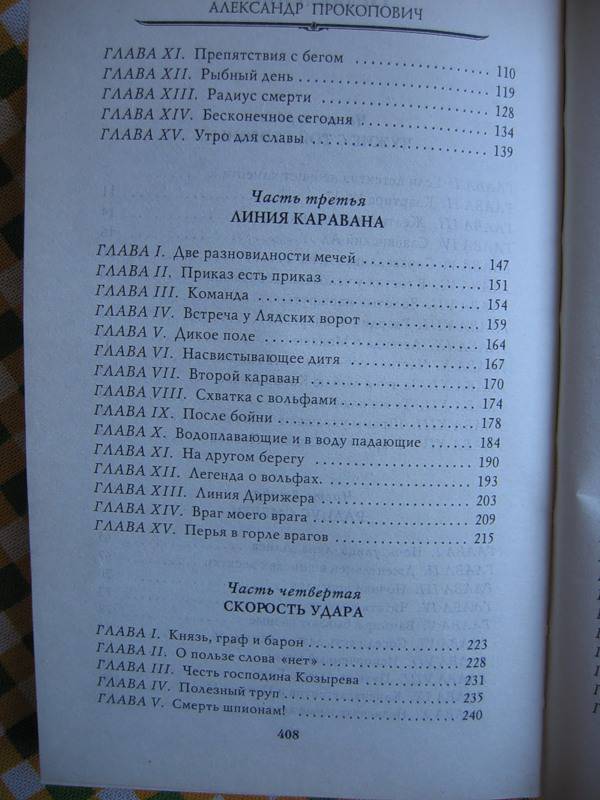 АЛЕКСАНДР ПРОКОПОВИЧ
ГЛАВА XI. Препятствия с бегом . . . . . . . . . . . . . . . . 110
ГЛАВА XII. Рыбный день . . . . . . . . . . . . . . . . . . . . . 119
ГЛАВА XIII. Радиус смерти . . . . . . . . . . . . . . . . . . . 128
ГЛАВА XIV. Бесконечное сегодня . . . . . . . . . . . . . . 134
ГЛАВА XV. Утро для славы . . . . . . . . . . . . . . . . . . . 139
Часть третья
ЛИНИЯ КАРАВАНА
ГЛАВА I. Две разновидности мечей . . . . . . . . . . . . . 147
ГЛАВА II. Приказ есть приказ . . . . . . . . . . . . . . . . . 151
ГЛАВА III. Команда . . . . . . . . . . . . . . . . . . . . . . . . 154
ГЛАВА IV. Встреча у Лядских ворот . . . . . . . . . . . . 159
ГЛАВА V. Дикое поле . . . . . . . . . . . . . . . . . . . . . . . 164
ГЛАВА VI. Насвистывающее дитя . . . . . . . . . . . . . . 167
ГЛАВА VII. Второй караван . . . . . . . . . . . . . . . . . . 170
ГЛАВА VIII. Схватка с вольфами . . . . . . . . . . . . . . . 174
ГЛАВА IX. После бойни . . . . . . . . . . . . . . . . . . . . . 178
ГЛАВА X. Водоплавающие и в воду падающие . . . . . 184
ГЛАВА XI. На другом берегу . . . . . . . . . . . . . . . . . 190
ГЛАВА XII. Легенда о вольфах. . . . . . . . . . . . . . . . . 193
ГЛАВА XIII. Линия Дирижера . . . . . . . . . . . . . . . . . 203
ГЛАВА XIV. Враг моего врага . . . . . . . . . . . . . . . . . 209
ГЛАВА XV. Перья в горле врагов . . . . . . . . . . . . . . . 215
Часть четвертая
СКОРОСТЬ УДАРА
ГЛАВА I. Князь, граф и барон . . . . . . . . . . . . . . . . . 223
ГЛАВА II. О пользе слова «нет» . . . . . . . . . . . . . . . 228
ГЛАВА III. Честь господина Козырева . . . . . . . . . . . 231
ГЛАВА IV. Полезный труп . . . . . . . . . . . . . . . . . . . 235
ГЛАВА V. Смерть шпионам! . . . . . . . . . . . . . . . . . . 240
408